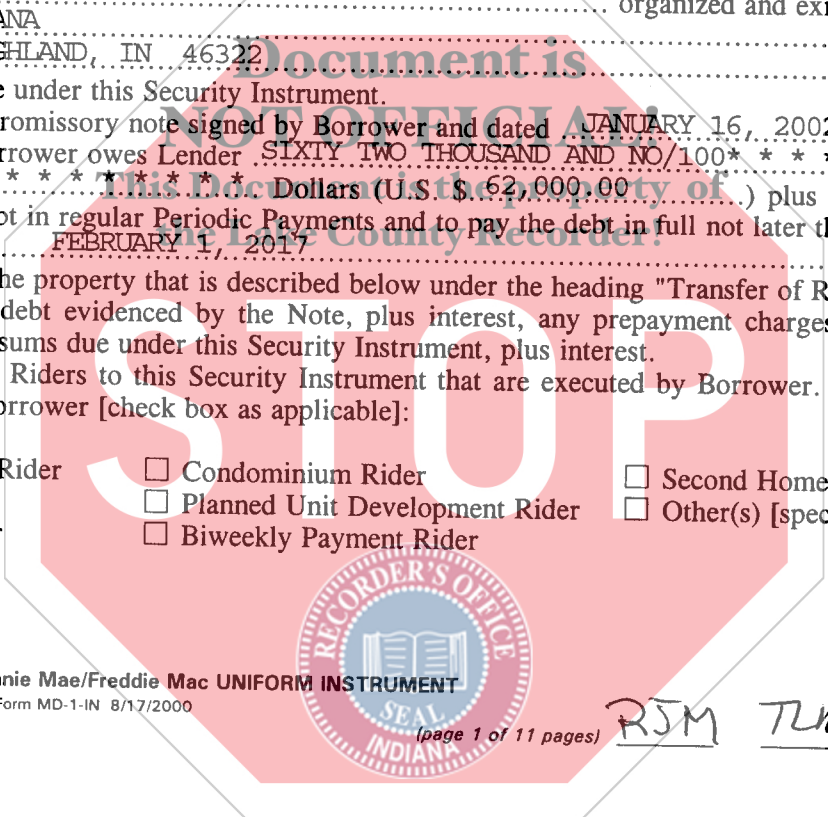 ANA
organized and exi
GHLAND, IN 46322
Document is
e under this Security Instrument.
NOT OFFICIAL!
romissory note signed by Borrower and dated JANUARY 16, 2002
rrower owes Lender SIXTY TWO THOUSAND AND NO/100* * * *
* * * * * * * * Dollars (U.S. $ 62,000.00 ) plus
This Document is the property of
bt in regular Periodic Payments and to pay the debt in full not later th
the Lake County Recorder!
FEBRUARY 1, 2017
he property that is described below under the heading "Transfer of R
debt evidenced by the Note, plus interest, any prepayment charges
sums due under this Security Instrument, plus interest.
Riders to this Security Instrument that are executed by Borrower.
orrower [check box as applicable]:
STOP
Rider ☐ Condominium Rider ☐ Second Home
☐ Planned Unit Development Rider ☐ Other(s) [spec
☐ Biweekly Payment Rider
RECORDER'S OFFICE
SEAL
INDIANA
nnie Mae/Freddie Mac UNIFORM INSTRUMENT
Form MD-1-IN 8/17/2000
(page 1 of 11 pages) RJM